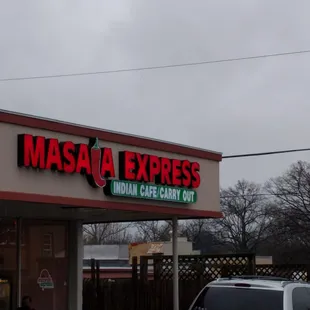 MASALA EXPRESS
INDIAN CAFE/CARRY OUT